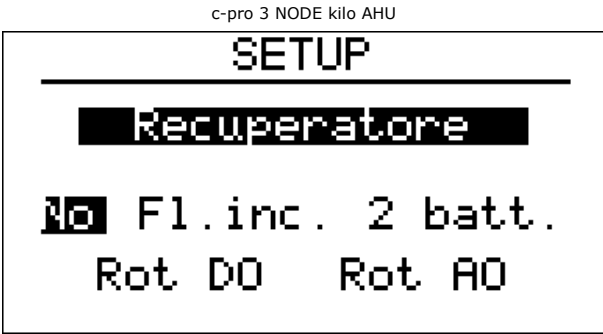 c-pro 3 NODE kilo AHU
SETUP
Recuperatore
No Fl.inc. 2 batt.
Rot DO Rot AO